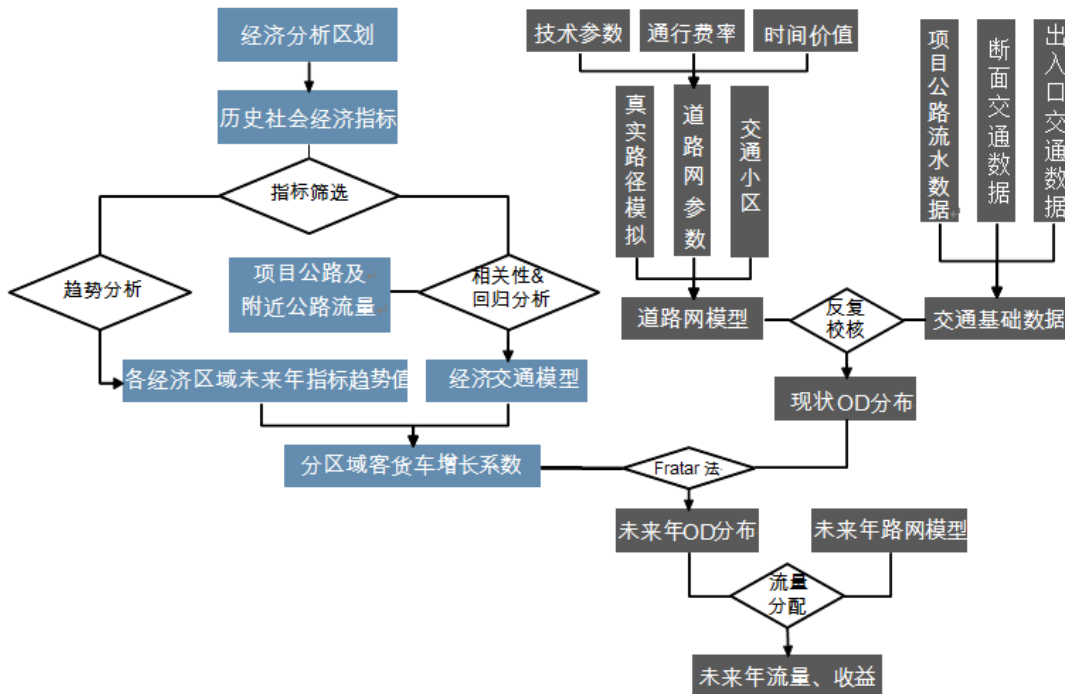 经济分析区划
历史社会经济指标
指标筛选
趋势分析
项目公路及
附近公路流量
相关性&
回归分析
各经济区域未来年指标趋势值
经济交通模型
分区域客货车增长系数
技术参数
通行费率
时间价值
真实路径模拟
道路网参数
交通小区
项目公路流水数据
断面交通数据
出入口交通数据
道路网模型
反复
校核
交通基础数据
现状OD分布
Fratar 法
未来年OD分布
未来年路网模型
流量
分配
未来年流量、收益